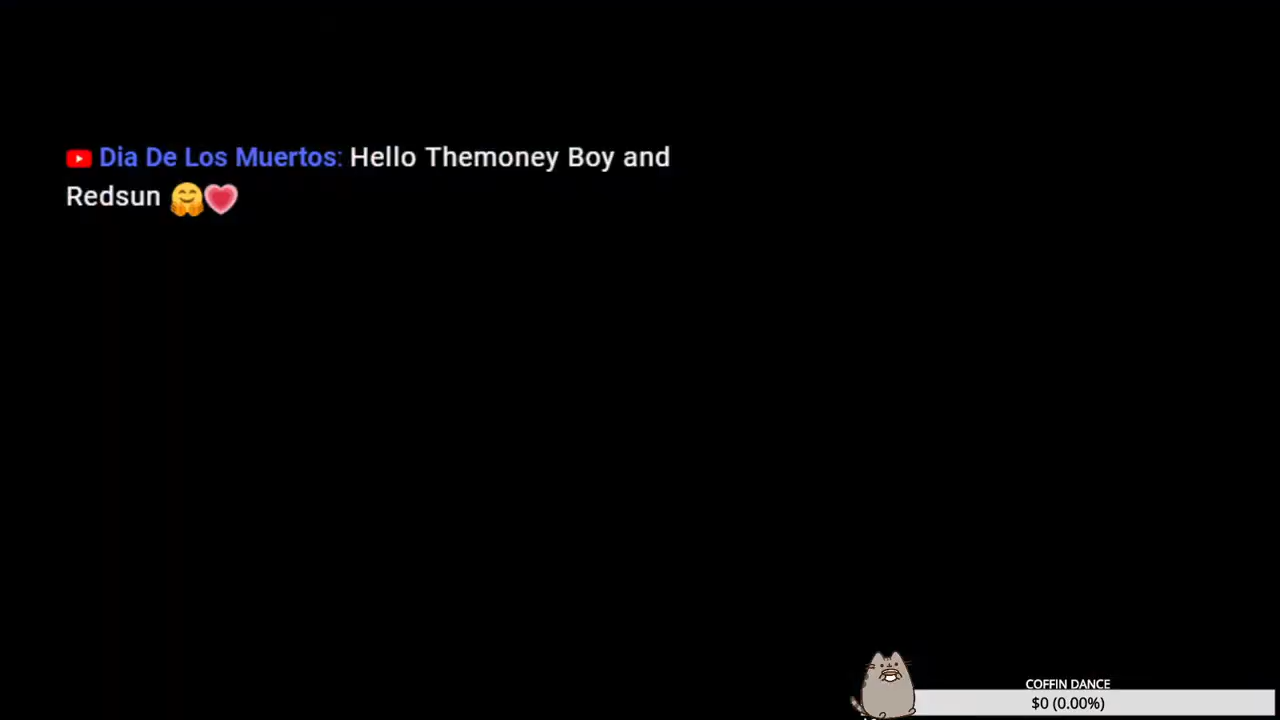 Dia De Los Muertos: Hello Themoney Boy and
Redsun 🤗💗
COFFIN DANCE
$0 (0.00%)